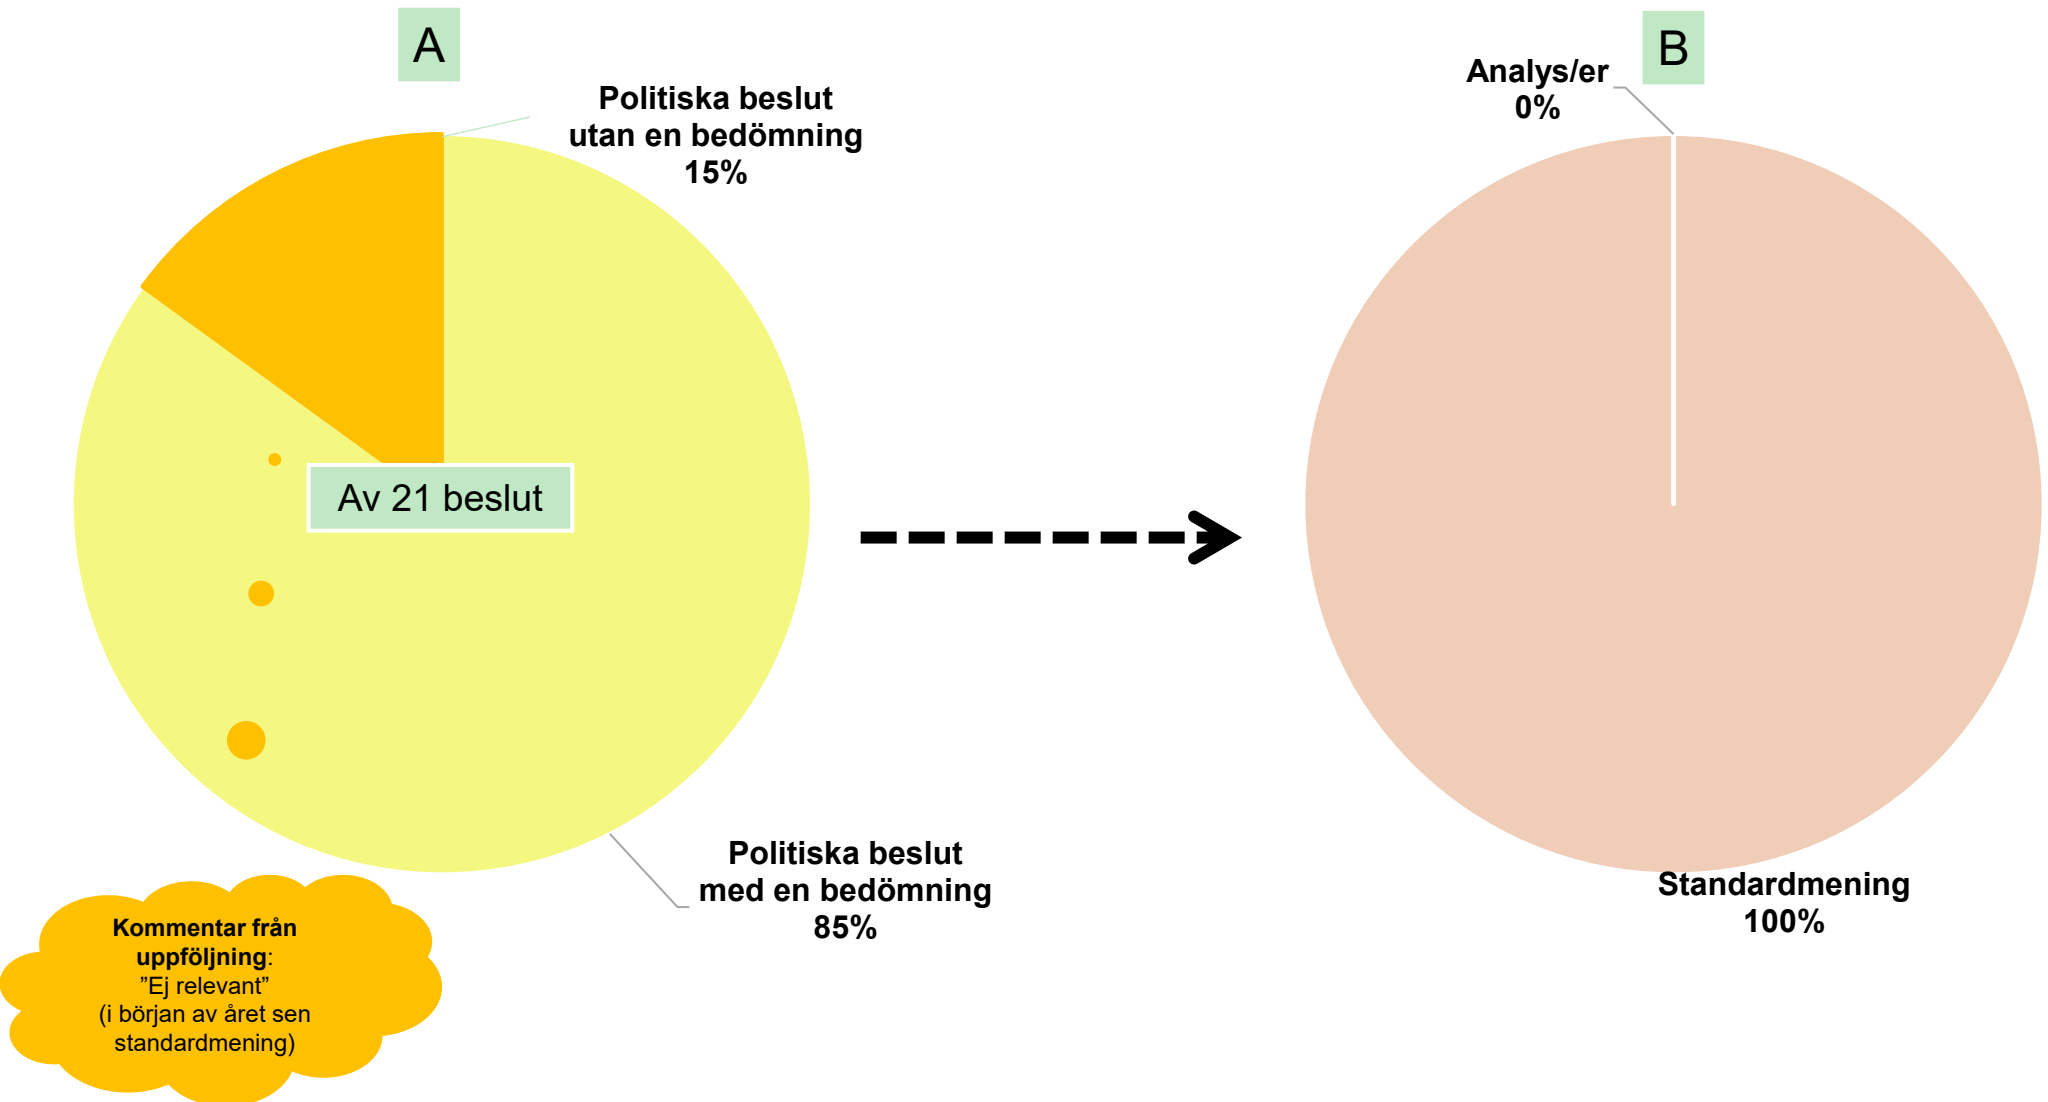 A
Politiska beslut
utan en bedömning
15%
Av 21 beslut
Politiska beslut
med en bedömning
85%
Kommentar från
uppföljning:
”Ej relevant”
(i början av året sen
standardmening)
B
Analys/er
0%
Standardmening
100%